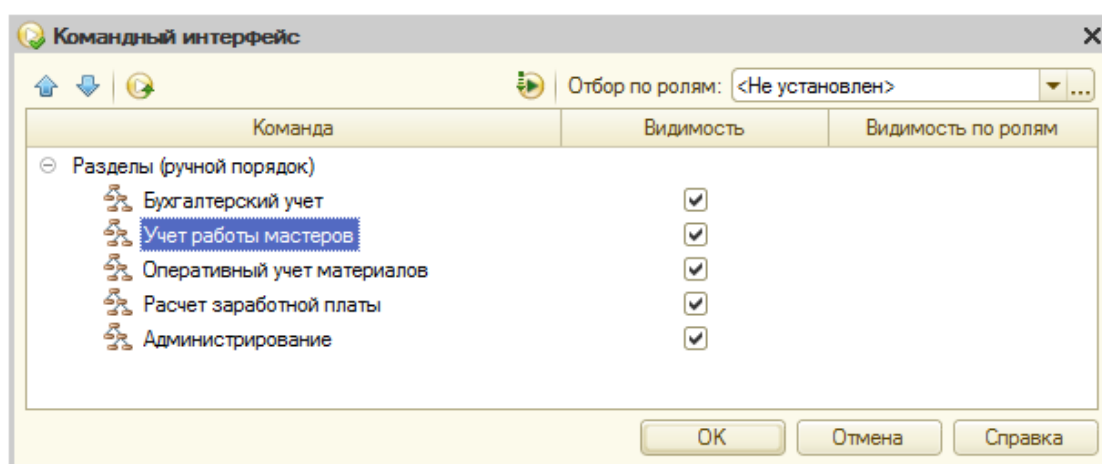 Командный интерфейс
Отбор по ролям: <Не установлен>
Команда Видимость Видимость по ролям
Разделы (ручной порядок)
Бухгалтерский учет
Учет работы мастеров
Оперативный учет материалов
Расчет заработной платы
Администрирование
ОК Отмена Справка